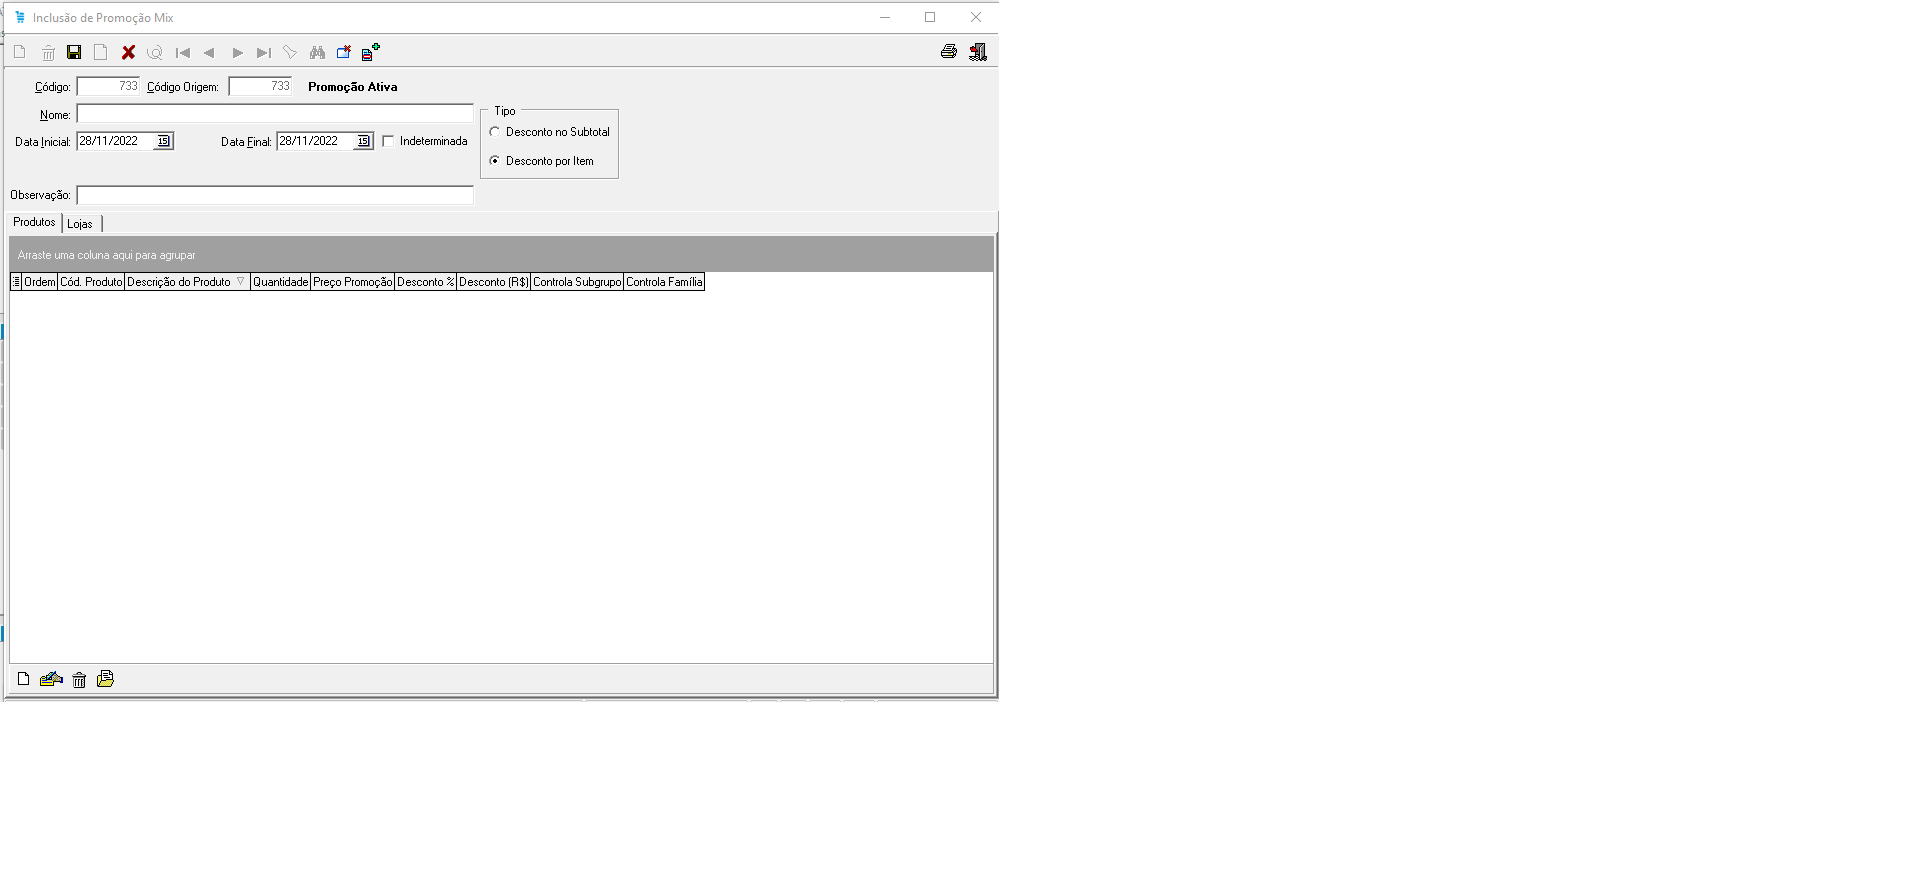 Inclusão de Promoção Mix
Código: 733 Código Origem: 733 Promoção Ativa
Nome:
Tipo
Desconto no Subtotal
Data Inicial: 28/11/2022 15 Data Final: 28/11/2022 15 Indeterminada
Desconto por Item
Observação:
Produtos Lojas
Arraste uma coluna aqui para agrupar
Ordem Cód. Produto Descrição do Produto Quantidade Preço Promoção Desconto % Desconto (R$) Controla Subgrupo Controla Família